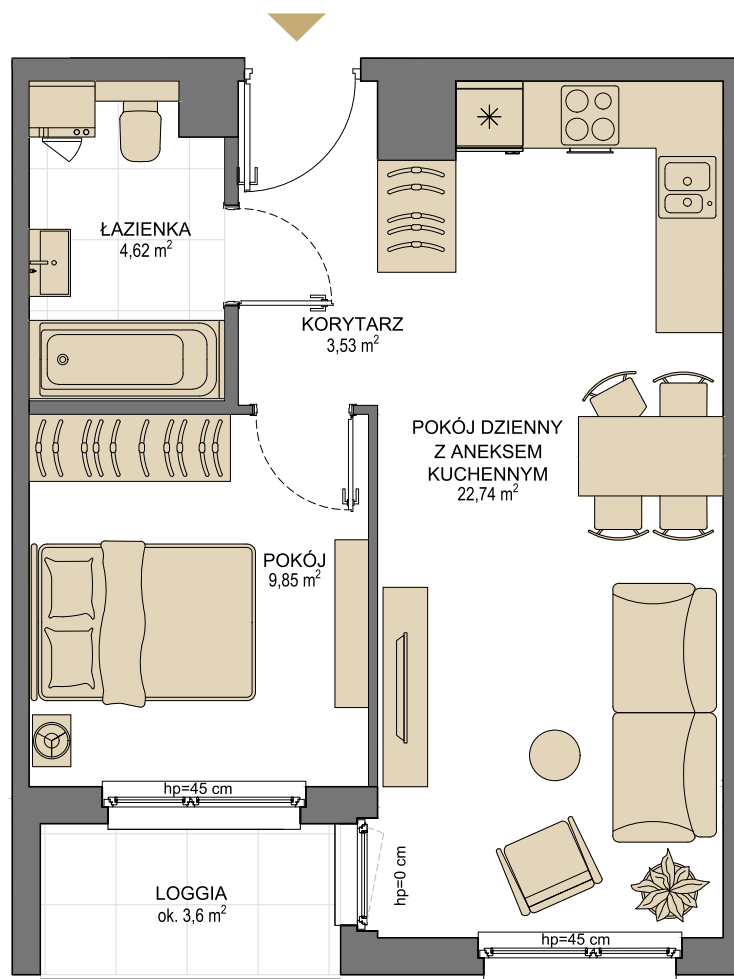 ŁAZIENKA
4,62 m²
KORYTARZ
3,53 m²
POKÓJ DZIENNY
Z ANEKSEM
KUCHENNYM
22,74 m²
POKÓJ
9,85 m²
hp=45 cm
hp=0 cm
LOGGIA
ok. 3,6 m²
hp=45 cm